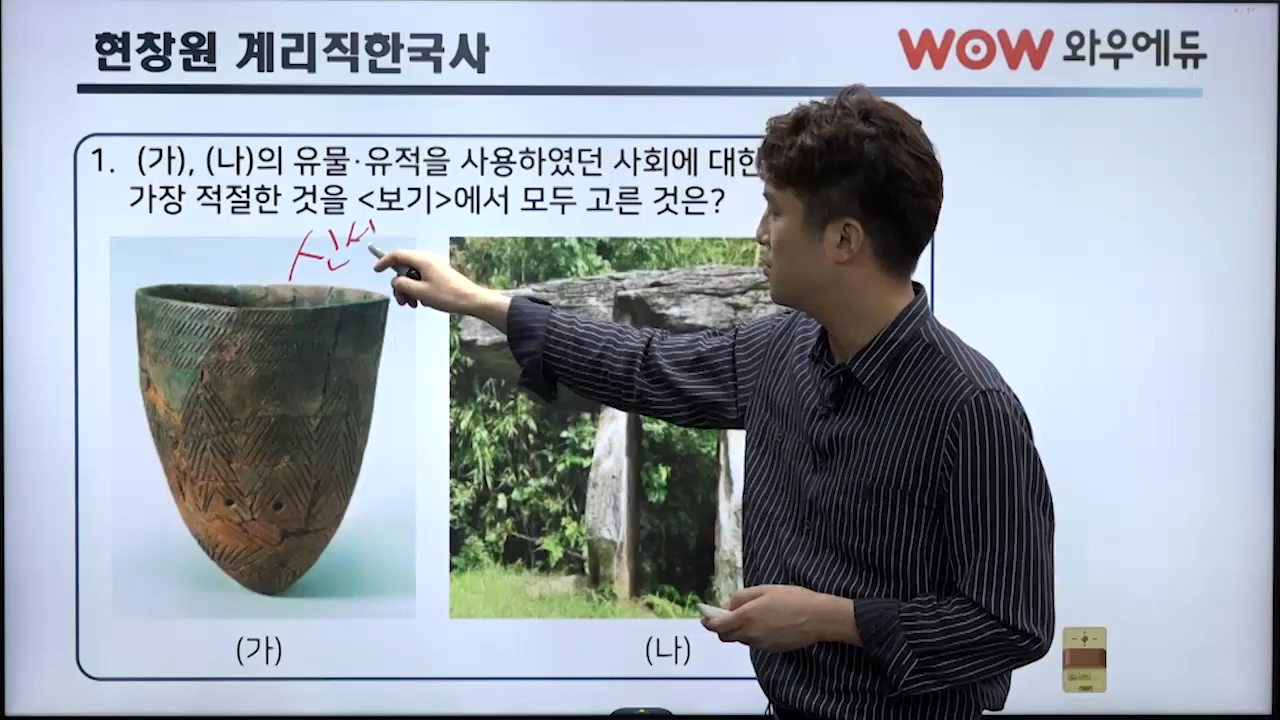 현창원 계리직한국사
WOW 와우에듀
1. (가), (나)의 유물·유적을 사용하였던 사회에 대한
가장 적절한 것을 <보기>에서 모두 고른 것은?
신서
(가)
(나)